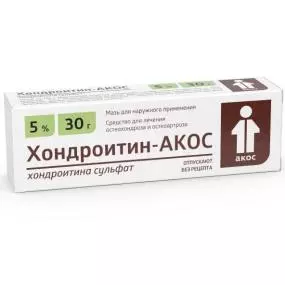 5 %
30 г
Мазь для наружного применения
Средство для лечения
остеохондроза и остеоартроза
Хондроитин-АКОС
хондроитина сульфат
ОТПУСКАЮТ
БЕЗ РЕЦЕПТА
акос